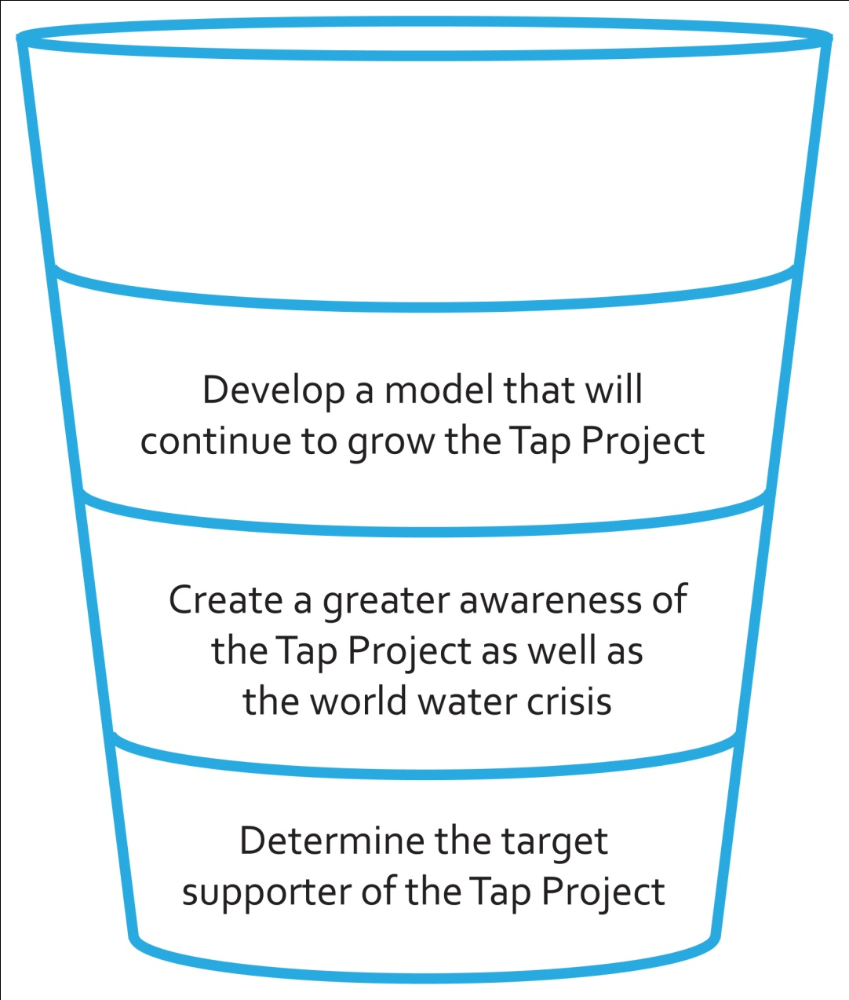 Develop a model that will
continue to grow the Tap Project
Create a greater awareness of
the Tap Project as well as
the world water crisis
Determine the target
supporter of the Tap Project